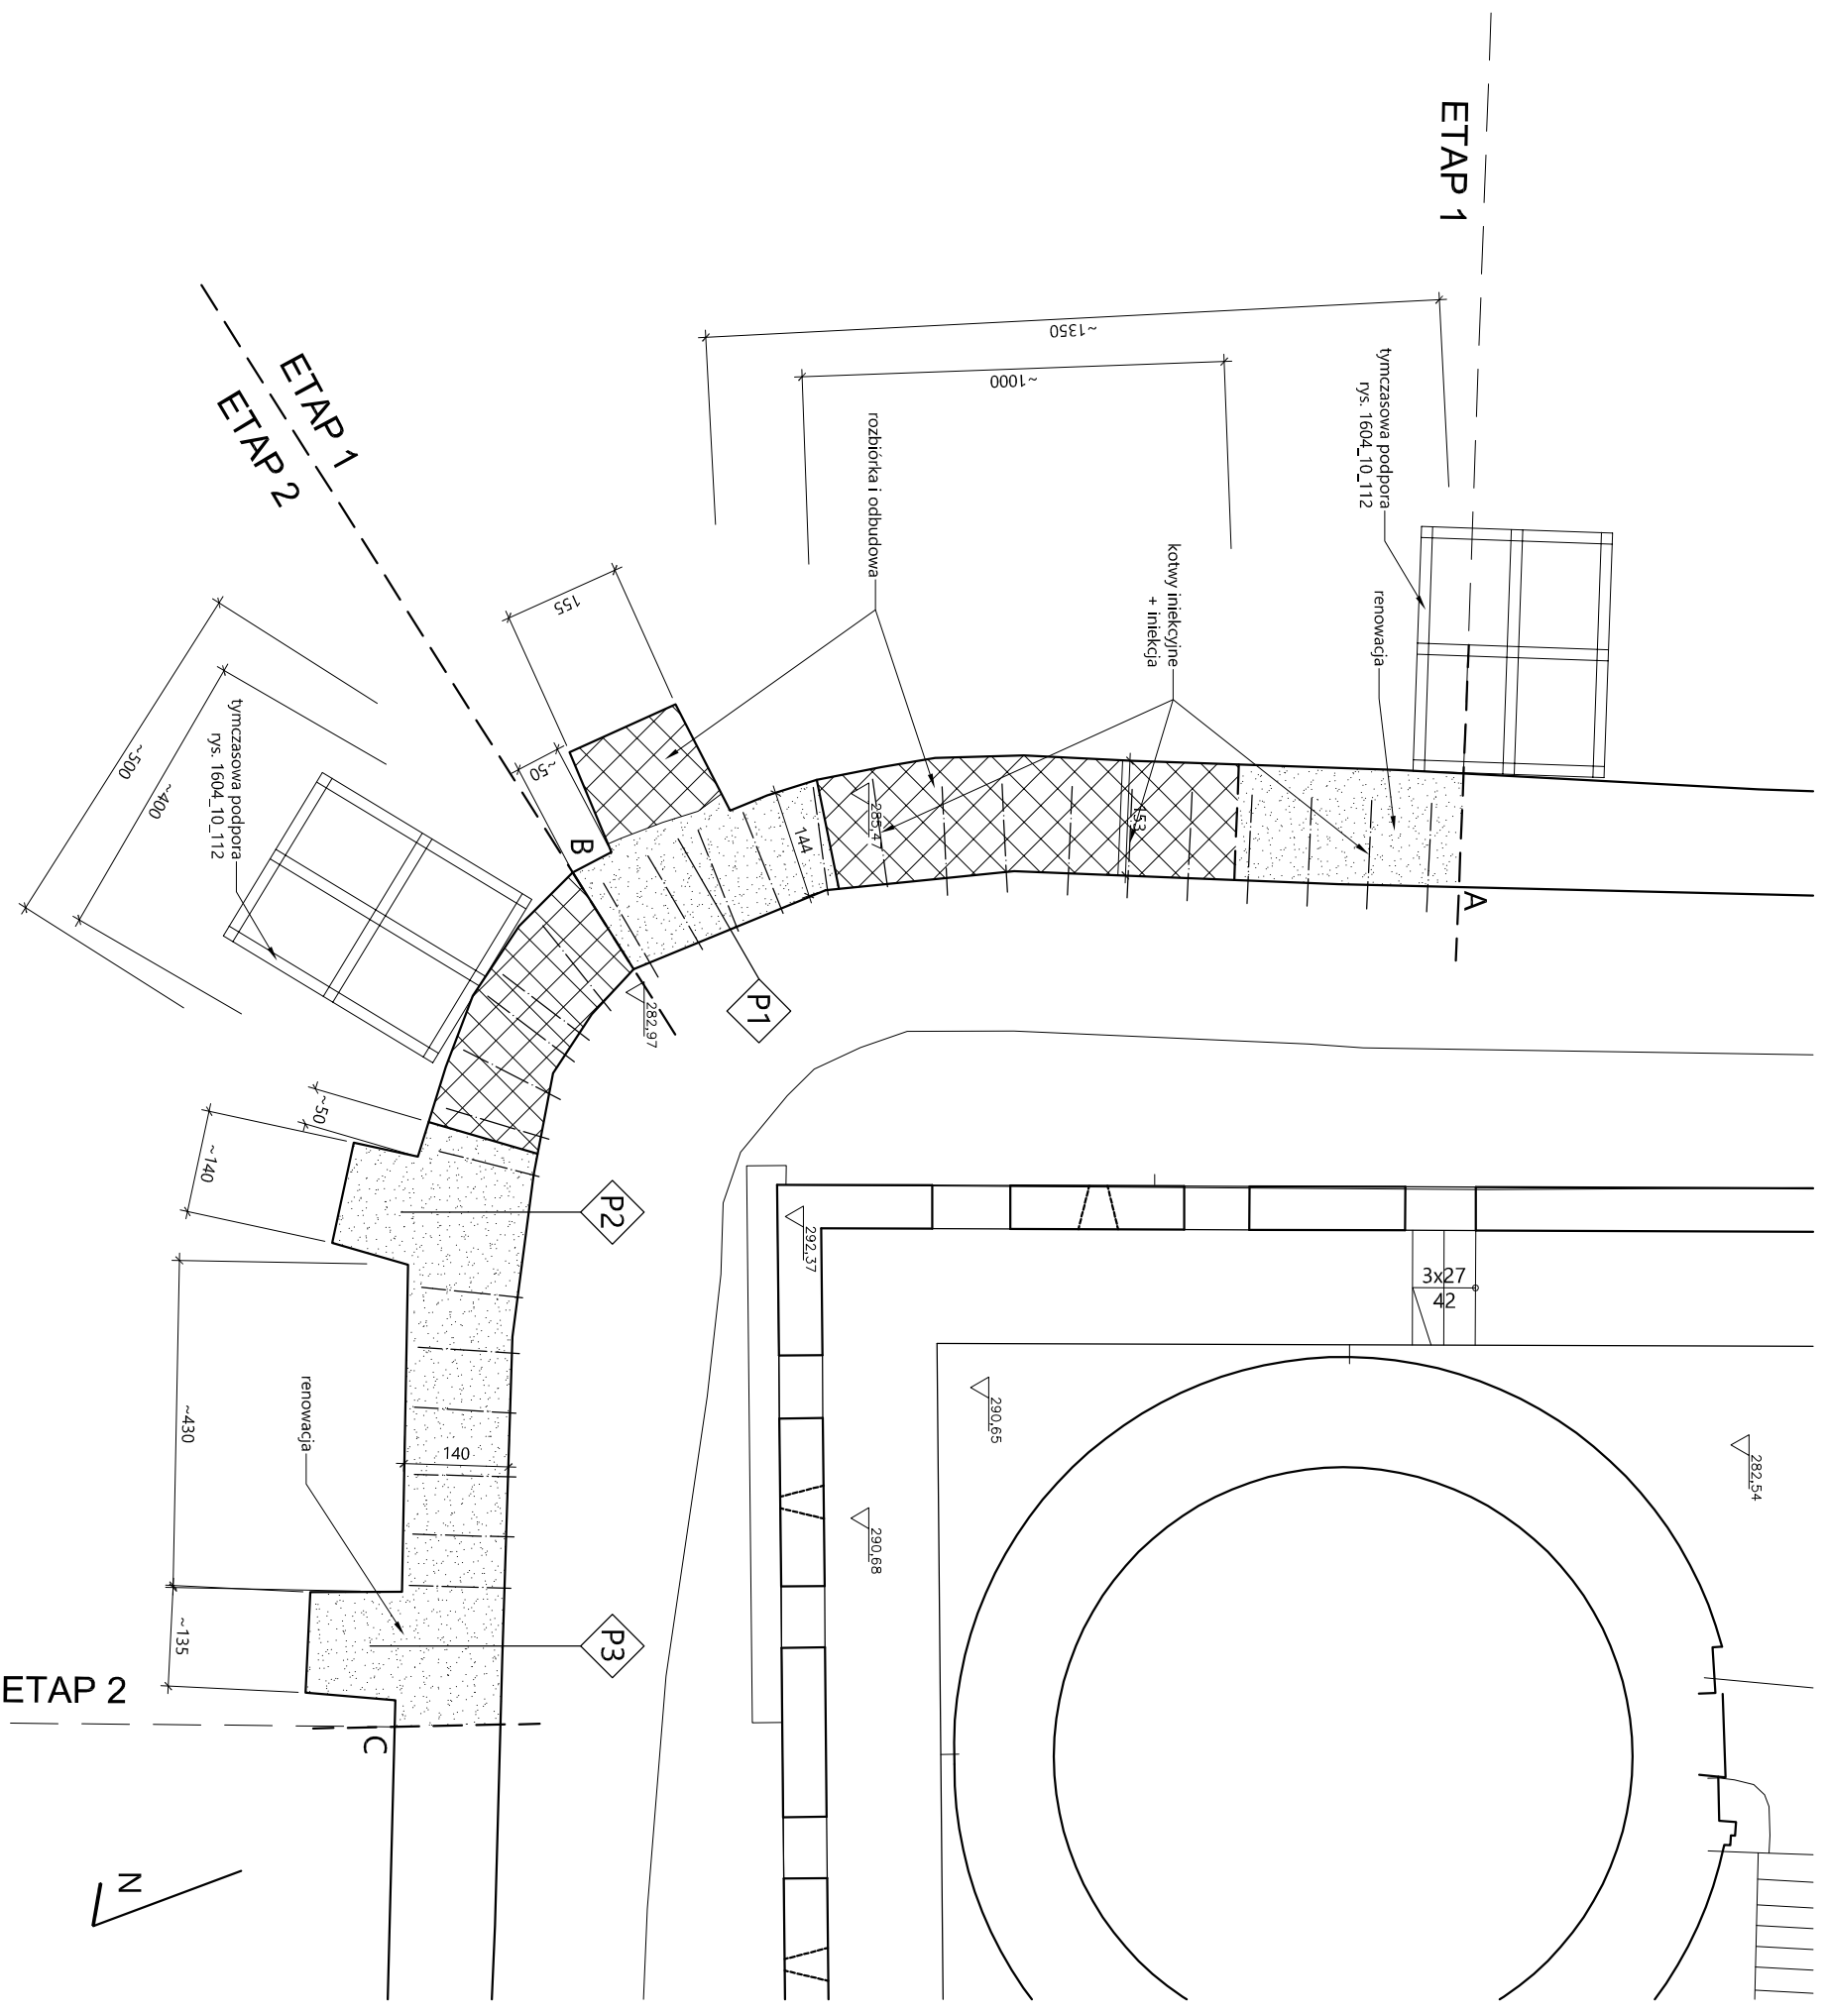 ETAP 1
~1350
~1000
tymczasowa podpora
rys. 1604_10_112
ETAP 1
ETAP 2
rozbiórka i odbudowa
kotwy iniekcyjne
+ iniekcja
renowacja
155
~50
~500
~400
tymczasowa podpora
rys. 1604_10_112
B
144
285,47
153
A
P1
282,97
~50
~140
P2
292,37
3x27
42
~430
renowacja
140
290,65
282,54
290,68
~135
P3
ETAP 2
C
N